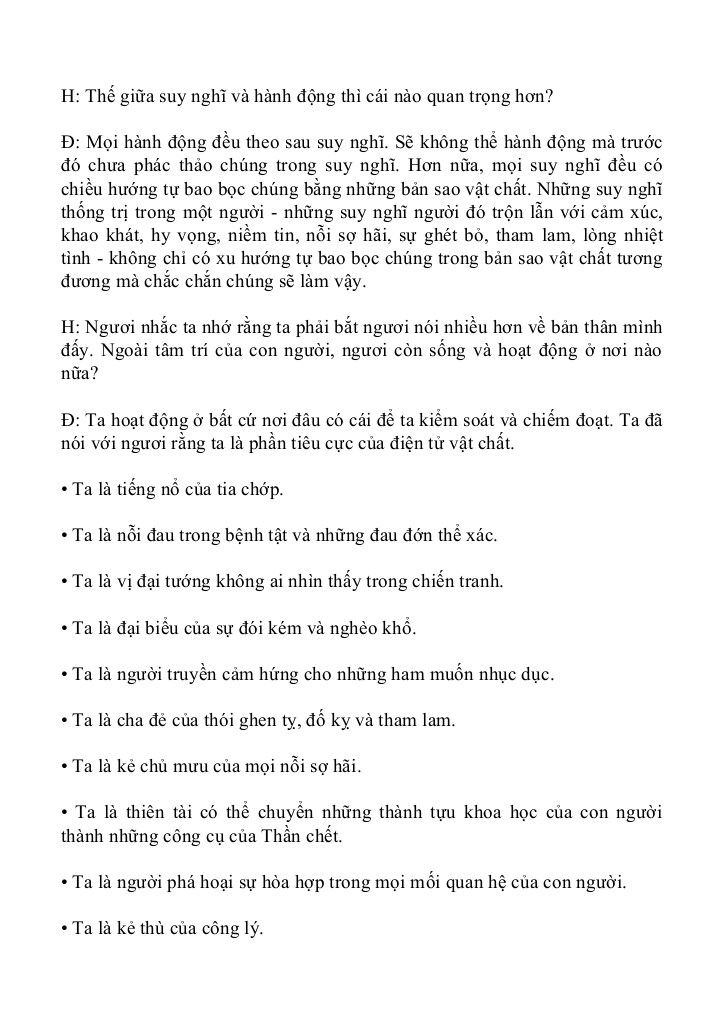 H: Thế giữa suy nghĩ và hành động thì cái nào quan trọng hơn?
Đ: Mọi hành động đều theo sau suy nghĩ. Sẽ không thể hành động mà trước
đó chưa phác thảo chúng trong suy nghĩ. Hơn nữa, mọi suy nghĩ đều có
chiều hướng tự bao bọc chúng bằng những bản sao vật chất. Những suy nghĩ
thống trị trong một người - những suy nghĩ người đó trộn lẫn với cảm xúc,
khao khát, hy vọng, niềm tin, nỗi sợ hãi, sự ghét bỏ, tham lam, lòng nhiệt
tình - không chỉ có xu hướng tự bao bọc chúng trong bản sao vật chất tương
đương mà chắc chắn chúng sẽ làm vậy.
H: Ngươi nhắc ta nhớ rằng ta phải bắt ngươi nói nhiều hơn về bản thân mình
đấy. Ngoài tâm trí của con người, ngươi còn sống và hoạt động ở nơi nào
nữa?
Đ: Ta hoạt động ở bất cứ nơi đâu có cái để ta kiểm soát và chiếm đoạt. Ta đã
nói với ngươi rằng ta là phần tiêu cực của điện tử vật chất.
• Ta là tiếng nổ của tia chớp.
• Ta là nỗi đau trong bệnh tật và những đau đớn thể xác.
• Ta là vị đại tướng không ai nhìn thấy trong chiến tranh.
• Ta là đại biểu của sự đói kém và nghèo khổ.
• Ta là người truyền cảm hứng cho những ham muốn nhục dục.
• Ta là cha đẻ của thói ghen tỵ, đố kỵ và tham lam.
• Ta là kẻ chủ mưu của mọi nỗi sợ hãi.
• Ta là thiên tài có thể chuyển những thành tựu khoa học của con người
thành những công cụ của Thần chết.
• Ta là người phá hoại sự hòa hợp trong mọi mối quan hệ của con người.
• Ta là kẻ thù của công lý.